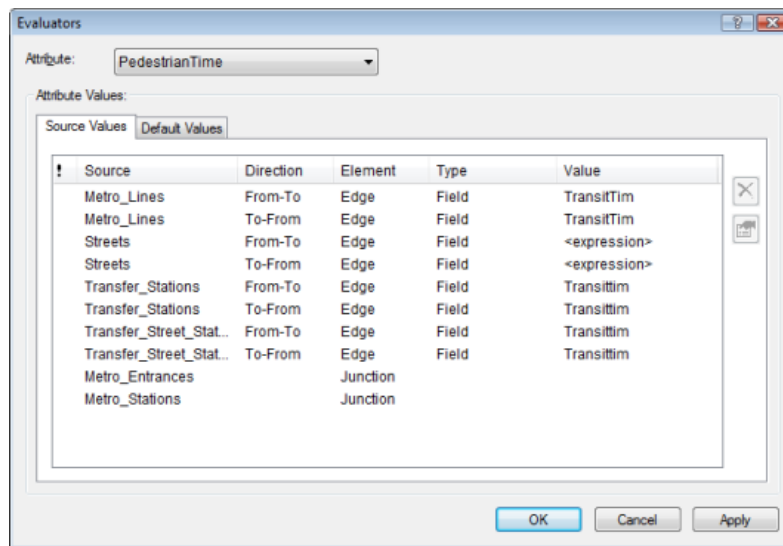 Evaluators
Attribute: PedestrianTime
Attribute Values:
Source Values Default Values
! Source Direction Element Type Value
Metro_Lines From-To Edge Field TransitTim
Metro_Lines To-From Edge Field TransitTim
Streets From-To Edge Field <expression>
Streets To-From Edge Field <expression>
Transfer_Stations From-To Edge Field Transittim
Transfer_Stations To-From Edge Field Transittim
Transfer_Street_Stat... From-To Edge Field Transittim
Transfer_Street_Stat... To-From Edge Field Transittim
Metro_Entrances Junction
Metro_Stations Junction
OK Cancel Apply